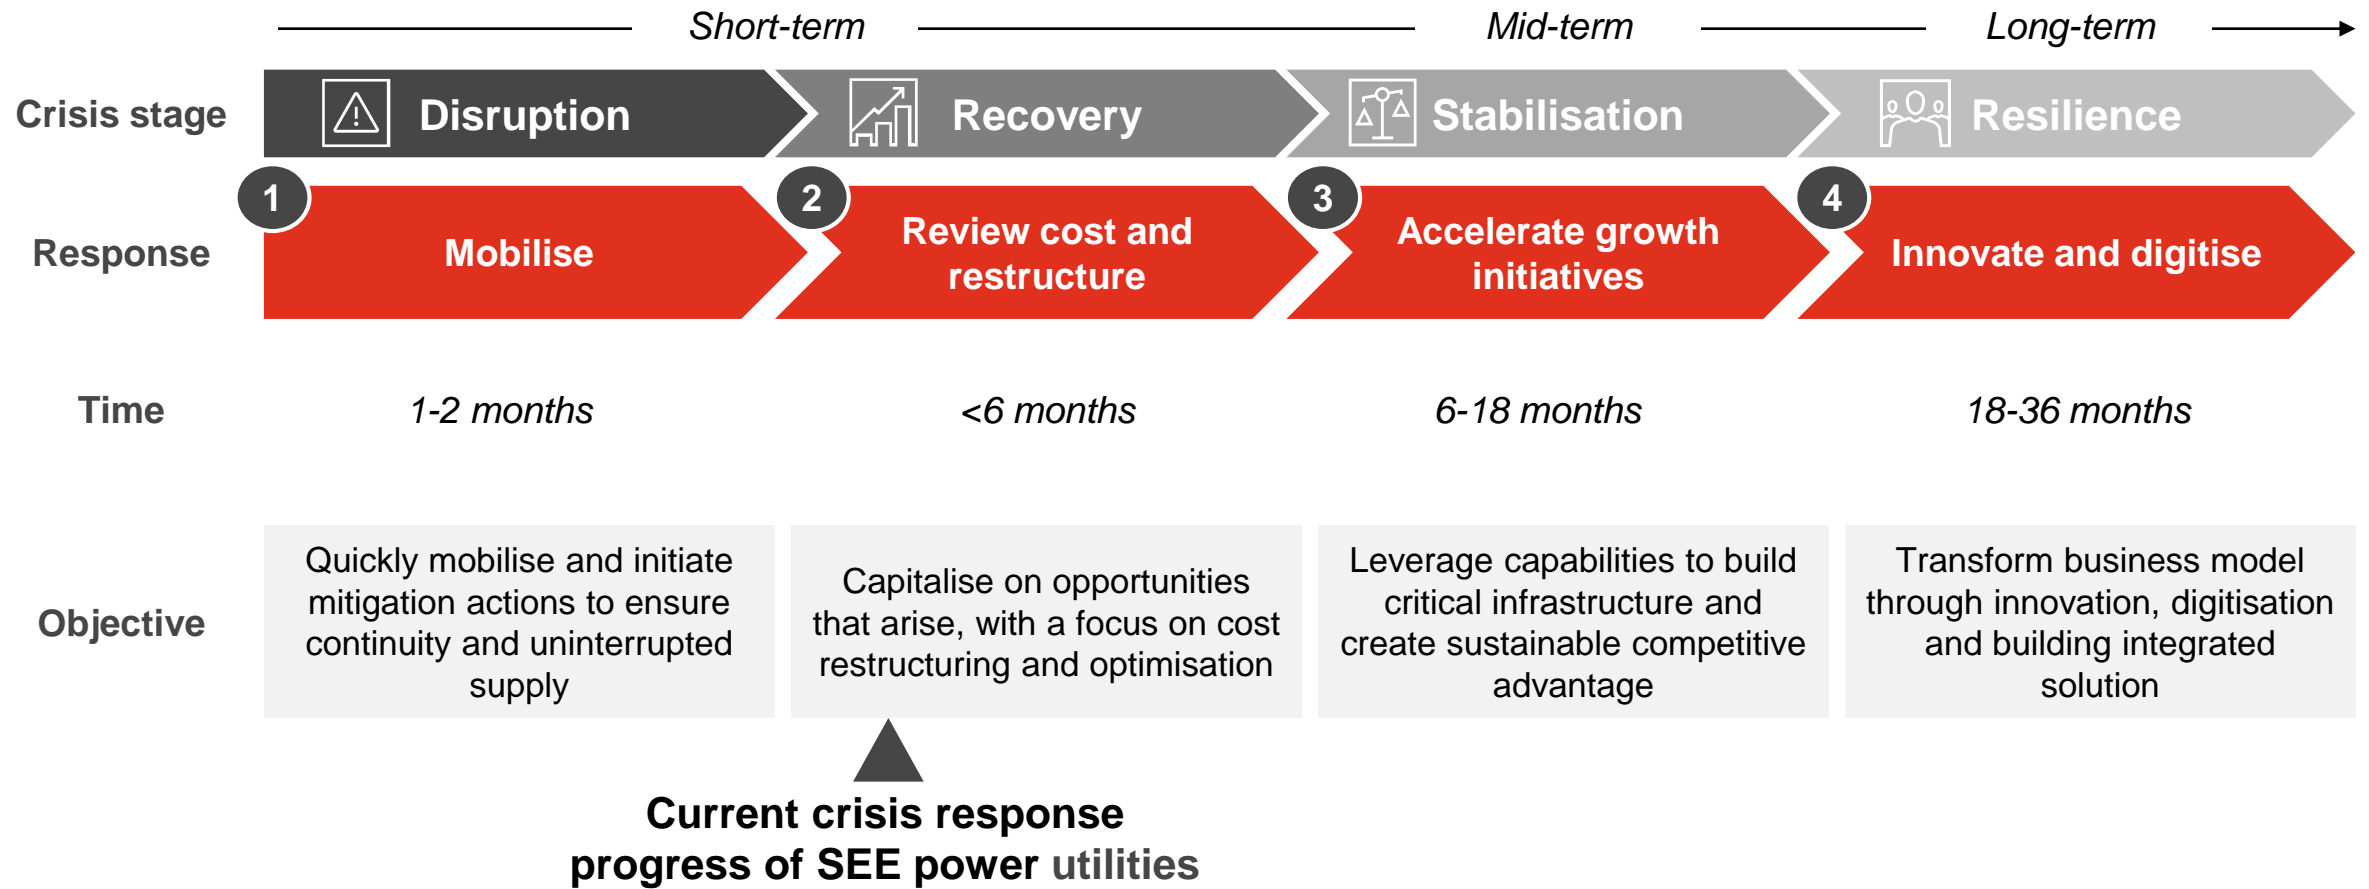 Short-term
Mid-term
Long-term
Crisis stage
Disruption
Recovery
Stabilisation
Resilience
1
2
3
4
Response
Mobilise
Review cost and
restructure
Accelerate growth
initiatives
Innovate and digitise
Time
1-2 months
<6 months
6-18 months
18-36 months
Objective
Quickly mobilise and initiate
mitigation actions to ensure
continuity and uninterrupted
supply
Capitalise on opportunities
that arise, with a focus on cost
restructuring and optimisation
Leverage capabilities to build
critical infrastructure and
create sustainable competitive
advantage
Transform business model
through innovation, digitisation
and building integrated
solution
Current crisis response
progress of SEE power utilities